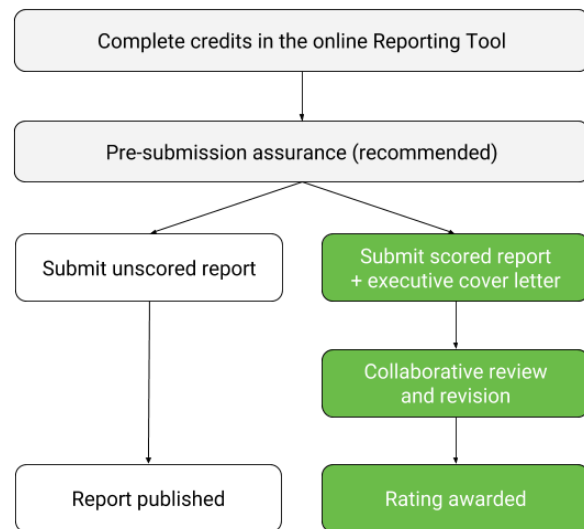 Complete credits in the online Reporting Tool
Pre-submission assurance (recommended)
Submit unscored report
Submit scored report
+ executive cover letter
Collaborative review
and revision
Report published
Rating awarded